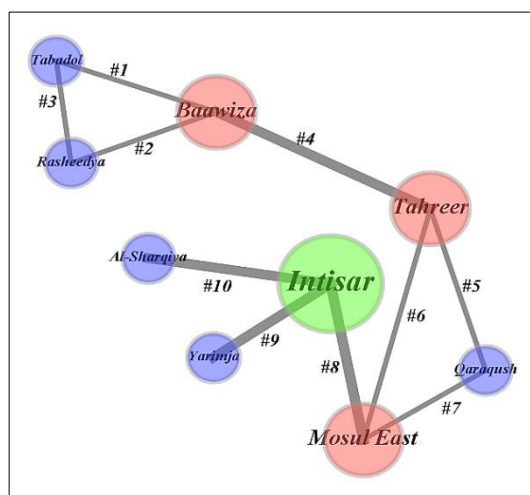 Tabadol
#1
#3
Baawiza
#2
#4
Rasheedya
Tahreer
Al-Sharqiya
Intisar
#10
#5
#6
#9
Yarimja
#8
Qaraqush
#7
Mosul East